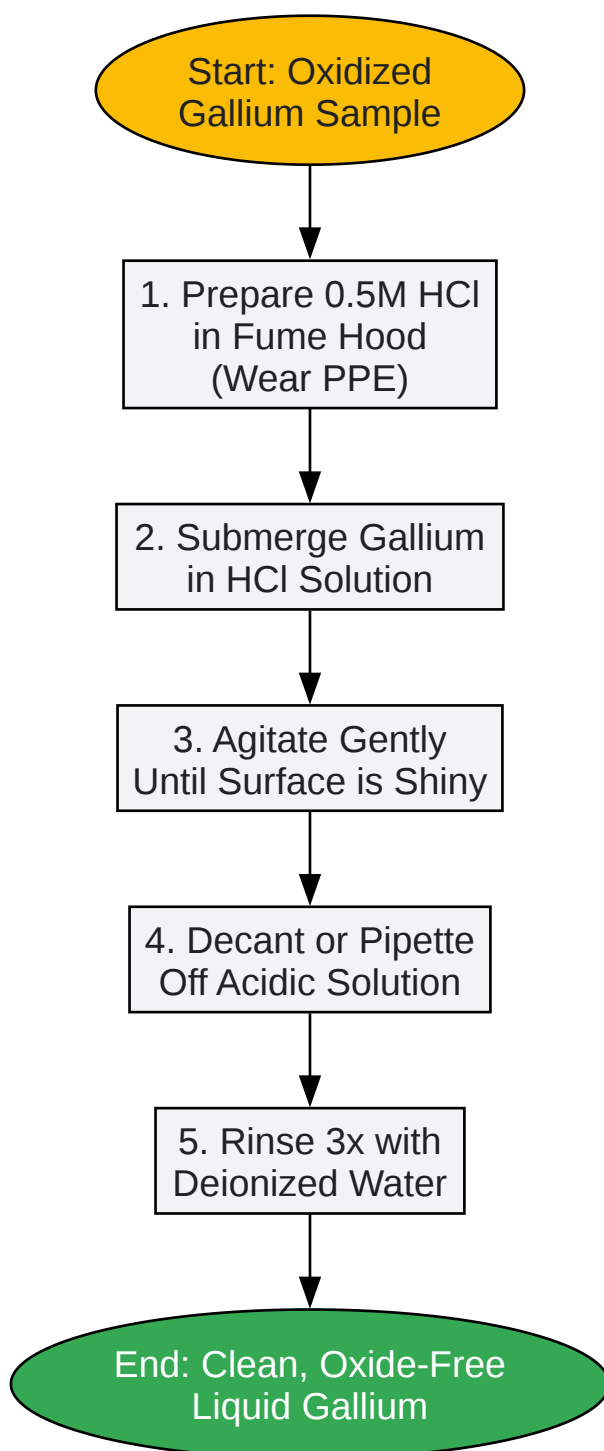 Start: Oxidized
Gallium Sample
1. Prepare 0.5M HCl
in Fume Hood
(Wear PPE)
2. Submerge Gallium
in HCl Solution
3. Agitate Gently
Until Surface is Shiny
4. Decant or Pipette
Off Acidic Solution
5. Rinse 3x with
Deionized Water
End: Clean, Oxide-Free
Liquid Gallium